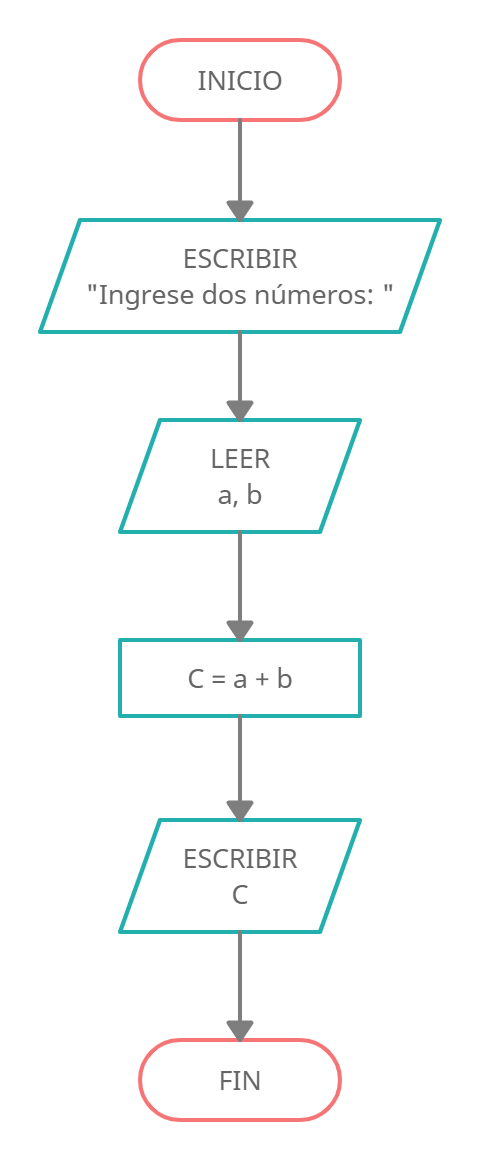 INICIO
ESCRIBIR
"Ingrese dos números: "
LEER
a, b
C = a + b
ESCRIBIR
C
FIN